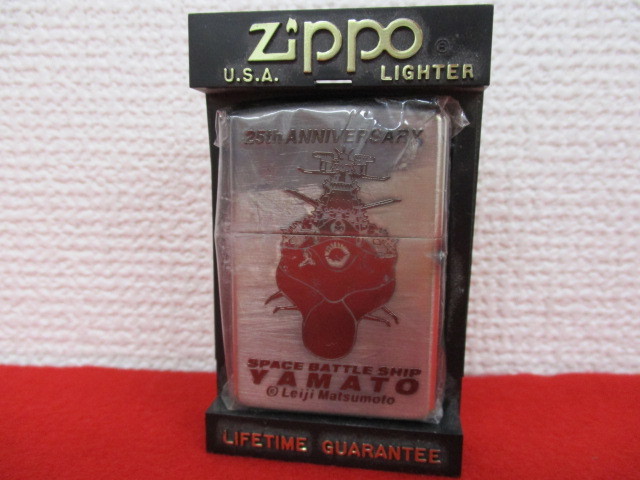 zippo ®
U.S.A. LIGHTER
25th ANNIVERSARY
SPACE BATTLE SHIP
YAMATO
© Leiji Matsumoto
LIFETIME GUARANTEE